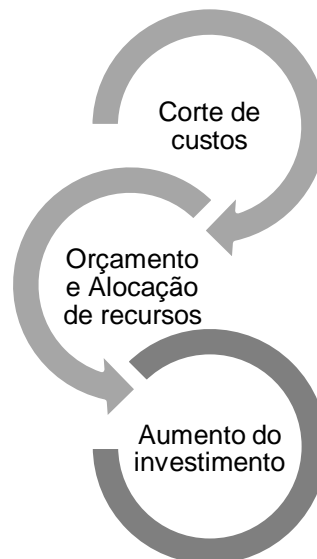 Corte de
custos
Orçamento
e Alocação
de recursos
Aumento do
investimento